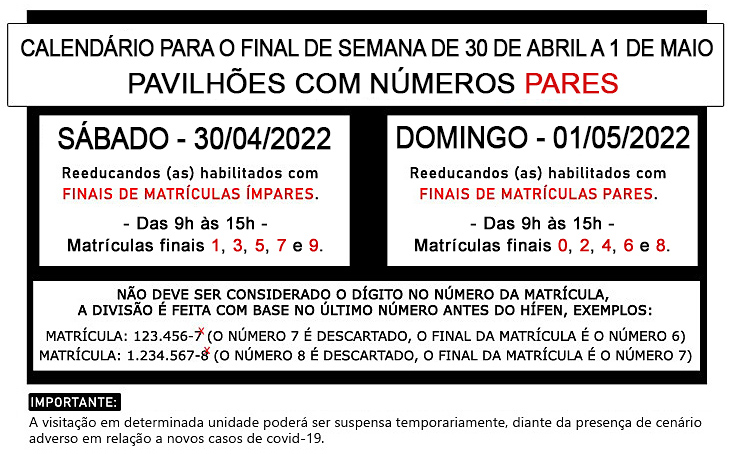 CALENDÁRIO PARA O FINAL DE SEMANA DE 30 DE ABRIL A 1 DE MAIO
PAVILHÕES COM NÚMEROS PARES
SÁBADO - 30/04/2022
Reeducandos (as) habilitados com
FINAIS DE MATRÍCULAS ÍMPARES.
- Das 9h às 15h -
Matrículas finais 1, 3, 5, 7 e 9.
DOMINGO - 01/05/2022
Reeducandos (as) habilitados com
FINAIS DE MATRÍCULAS PARES.
- Das 9h às 15h -
Matrículas finais 0, 2, 4, 6 e 8.
NÃO DEVE SER CONSIDERADO O DÍGITO NO NÚMERO DA MATRÍCULA,
A DIVISÃO É FEITA COM BASE NO ÚLTIMO NÚMERO ANTES DO HÍFEN, EXEMPLOS:
MATRÍCULA: 123.456-7x (O NÚMERO 7 É DESCARTADO, O FINAL DA MATRÍCULA É O NÚMERO 6)
MATRÍCULA: 1.234.567-8x (O NÚMERO 8 É DESCARTADO, O FINAL DA MATRÍCULA É O NÚMERO 7)
IMPORTANTE:
A visitação em determinada unidade poderá ser suspensa temporariamente, diante da presença de cenário
adverso em relação a novos casos de covid-19.